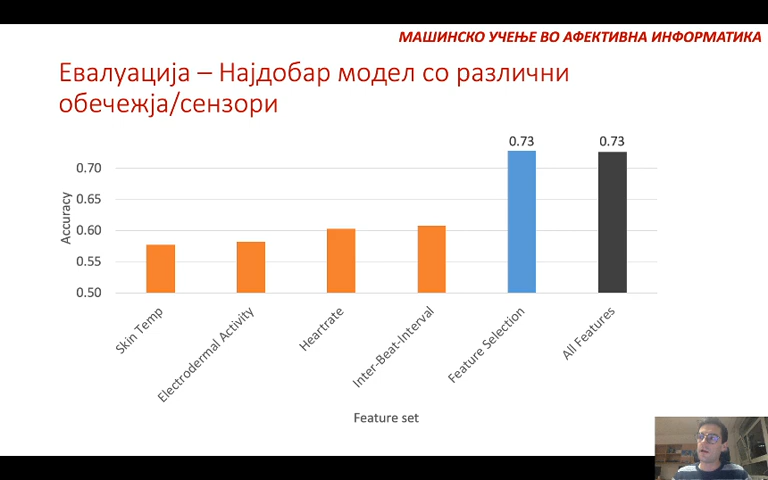 МАШИНСКО УЧЕЊЕ ВО АФЕКТИВНА ИНФОРМАТИКА
Евалуација – Најдобар модел со различни
обечежја/сензори
0.73
0.73
0.70
0.65
0.60
0.55
0.50
Accuracy
Skin Temp
Electrodermal Activity
Heartrate
Inter-Beat-Interval
Feature Selection
All Features
Feature set